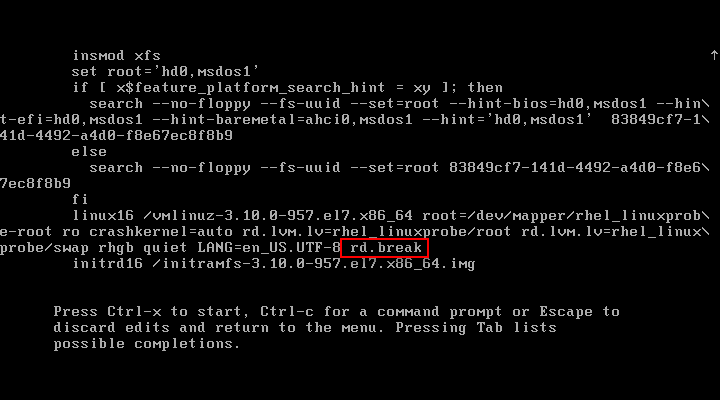 insmod xfs
set root='hd0,msdos1'
if [ x$feature_platform_search_hint = xy ]; then
search --no-floppy --fs-uuid --set=root --hint-bios=hd0,msdos1 --hin\
t-efi=hd0,msdos1 --hint-baremetal=ahci0,msdos1 --hint='hd0,msdos1'  83849cf7-1\
41d-4492-a4d0-f8e67ec8f8b9
else
search --no-floppy --fs-uuid --set=root 83849cf7-141d-4492-a4d0-f8e6\
7ec8f8b9
fi
linux16 /vmlinuz-3.10.0-957.el7.x86_64 root=/dev/mapper/rhel_linuxprob\
e-root ro crashkernel=auto rd.lvm.lv=rhel_linuxprobe/root rd.lvm.lv=rhel_linux\
probe/swap rhgb quiet LANG=en_US.UTF-8 rd.break
initrd16 /initramfs-3.10.0-957.el7.x86_64.img
Press Ctrl-x to start, Ctrl-c for a command prompt or Escape to
discard edits and return to the menu. Pressing Tab lists
possible completions.